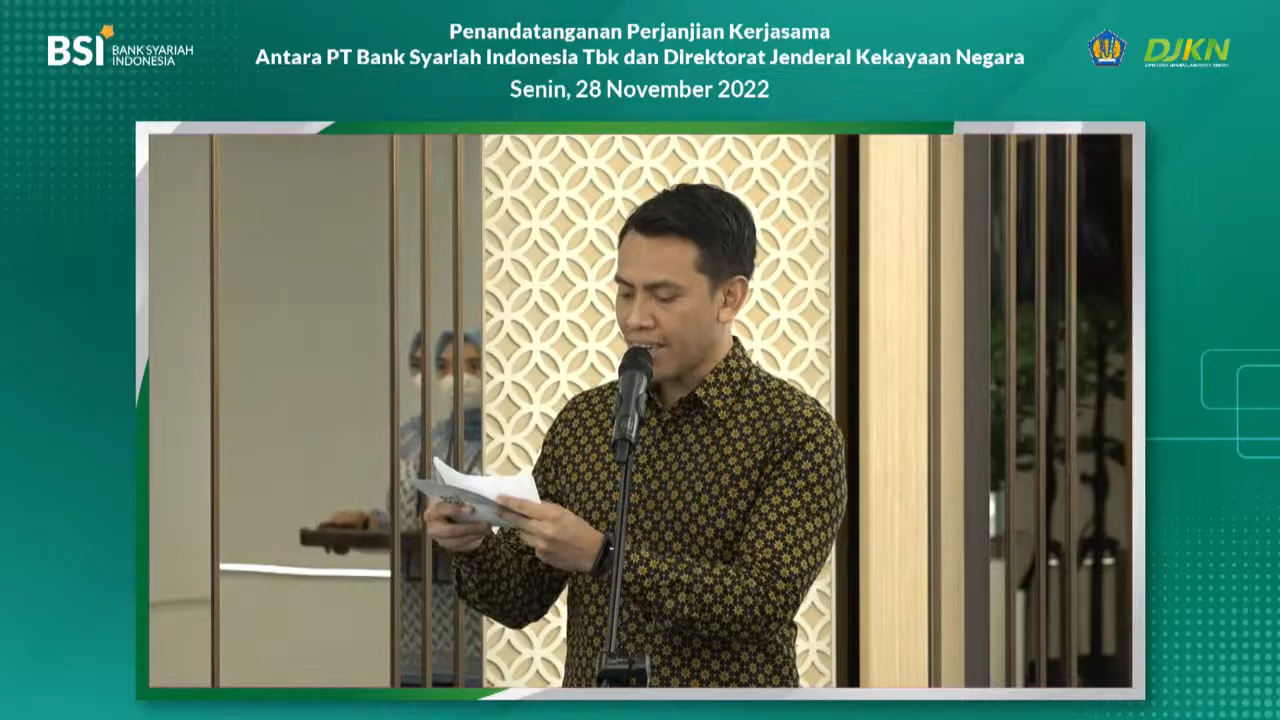 BSI BANK SYARIAH
INDONESIA
Penandatanganan Perjanjian Kerjasama
Antara PT Bank Syariah Indonesia Tbk dan DIrektorat Jenderal Kekayaan Negara
Senin, 28 November 2022
DJKN